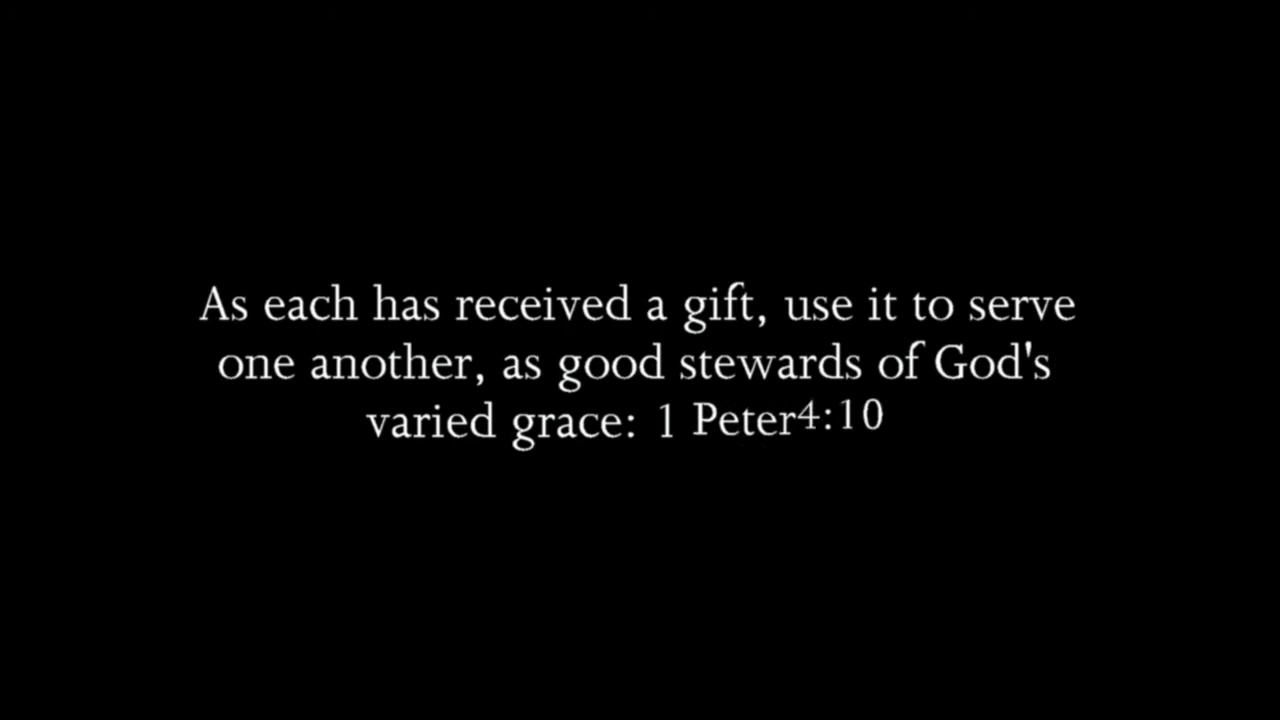 As each has received a gift, use it to serve
one another, as good stewards of God's
varied grace: 1 Peter4:10